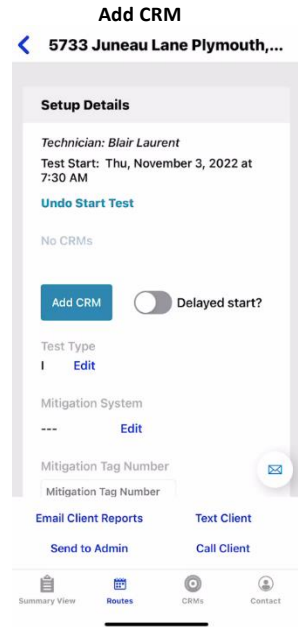 Add CRM
5733 Juneau Lane Plymouth,...
Setup Details
Technician: Blair Laurent
Test Start: Thu, November 3, 2022 at
7:30 AM
Undo Start Test
No CRMs
Add CRM Delayed start?
Test Type
I Edit
Mitigation System
--- Edit
Mitigation Tag Number
Mitigation Tag Number
Email Client Reports Text Client
Send to Admin Call Client
Summary View Routes CRMs Contact